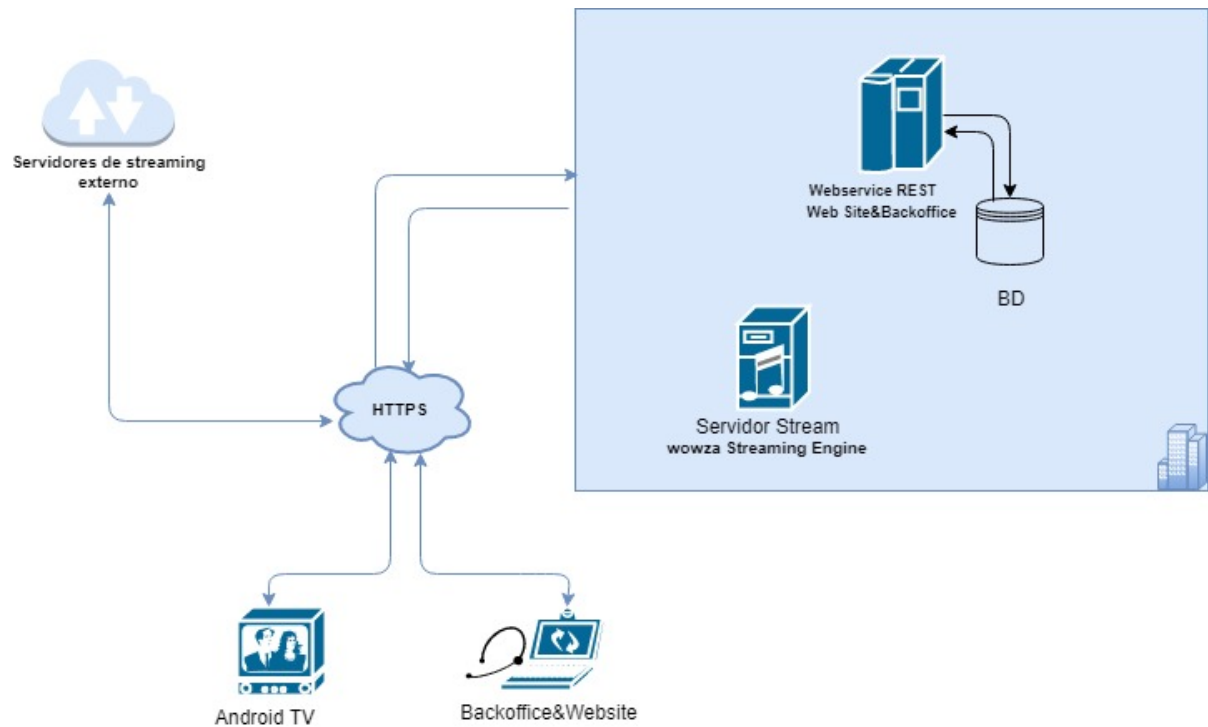 Servidores de streaming
externo
Webservice REST
Web Site&Backoffice
BD
HTTPS
Servidor Stream
wowza Streaming Engine
Android TV
Backoffice&Website